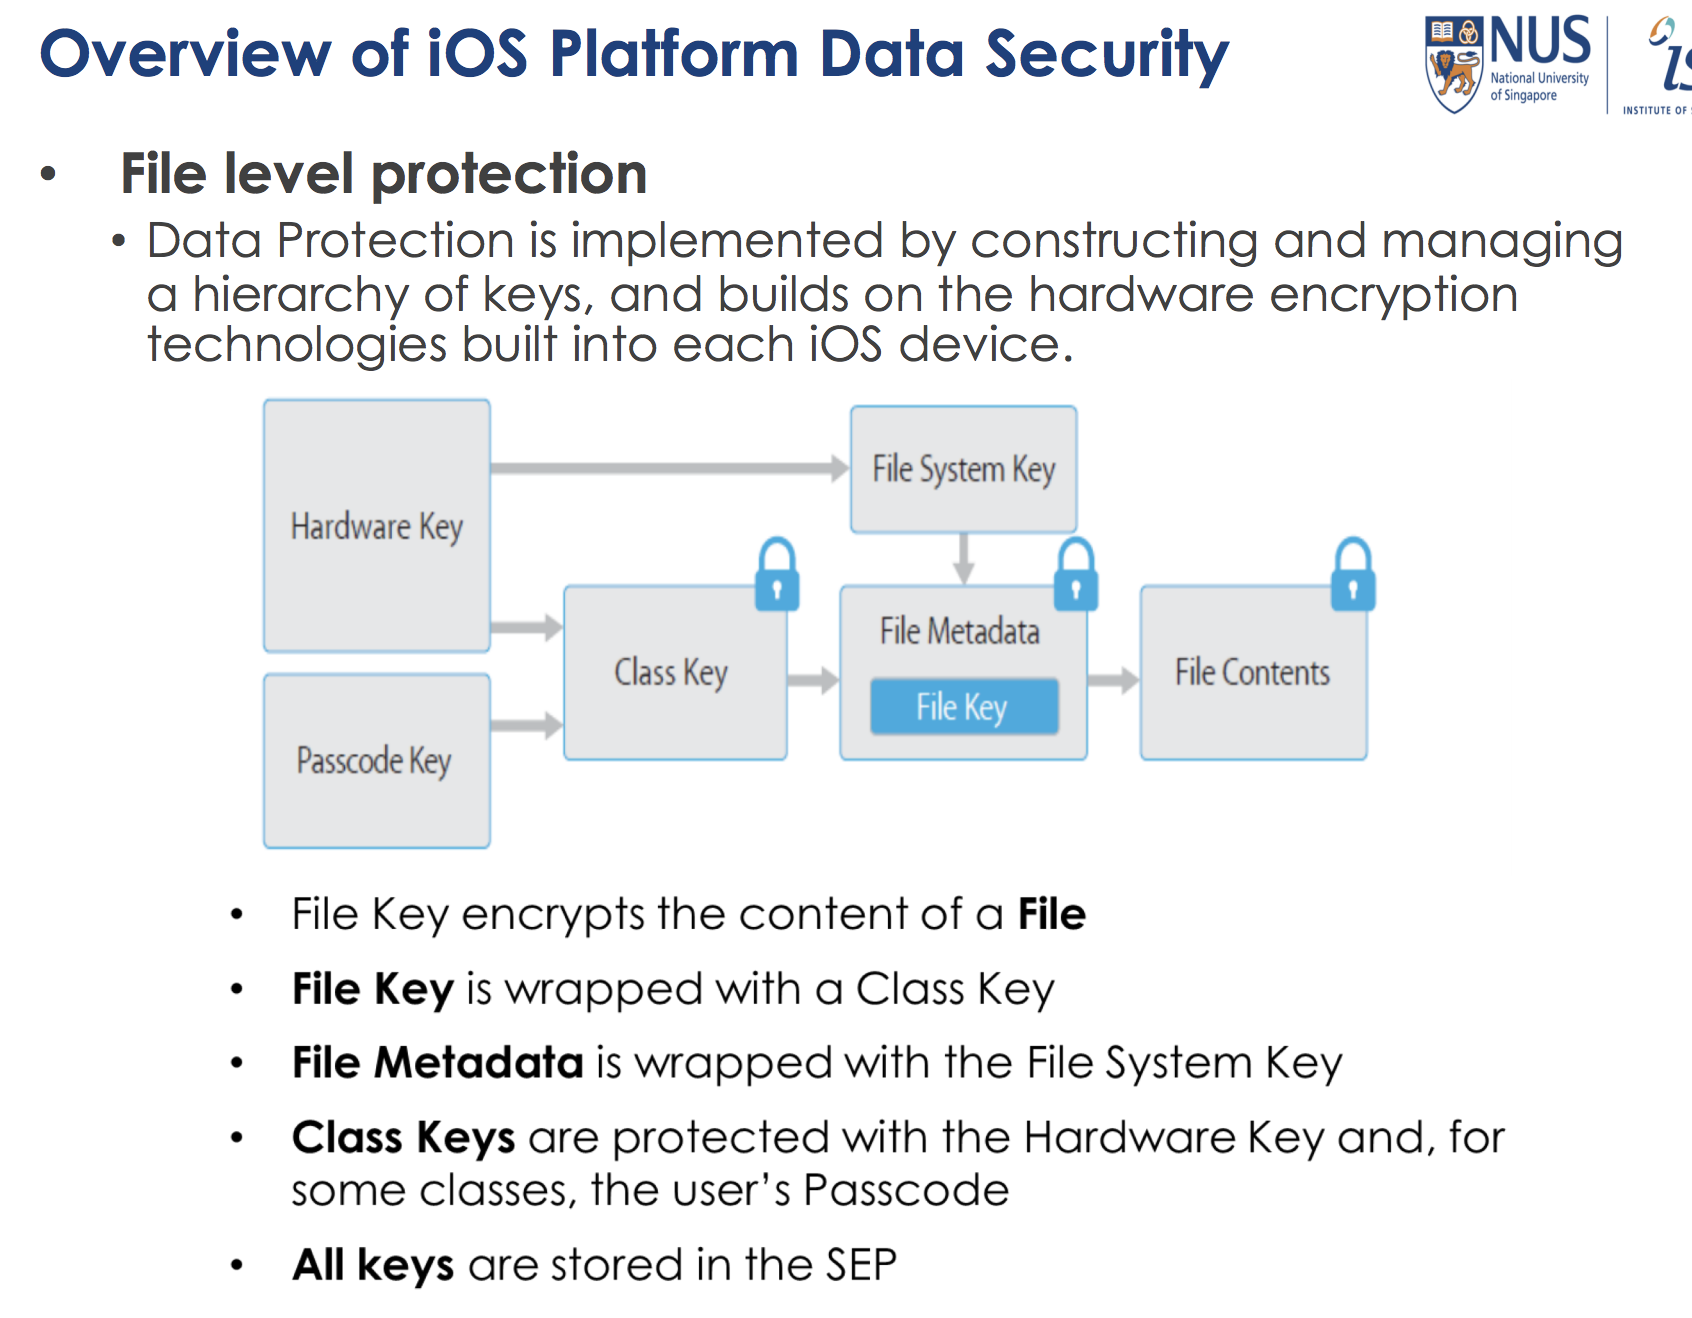 Overview of iOS Platform Data Security
NUS
National University
of Singapore
INSTITUTE OF
• File level protection
• Data Protection is implemented by constructing and managing
a hierarchy of keys, and builds on the hardware encryption
technologies built into each iOS device.
Hardware Key
File System Key
Class Key
File Metadata
File Key
File Contents
Passcode Key
• File Key encrypts the content of a File
• File Key is wrapped with a Class Key
• File Metadata is wrapped with the File System Key
• Class Keys are protected with the Hardware Key and, for
some classes, the user’s Passcode
• All keys are stored in the SEP